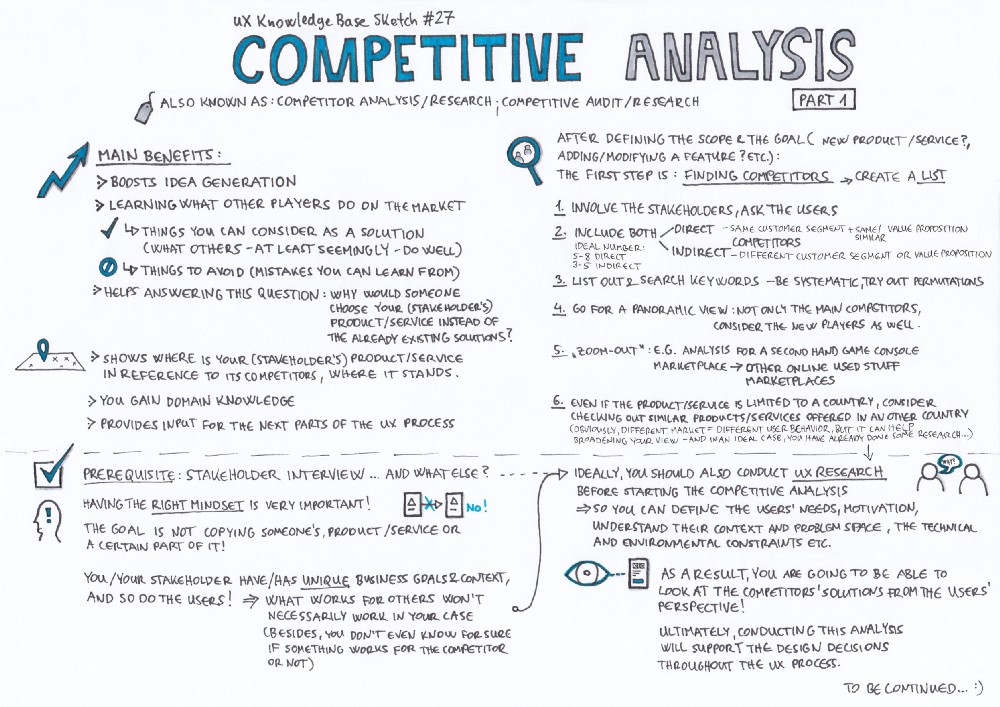 UX Knowledge Base Sketch #27
COMPETITIVE ANALYSIS
ALSO KNOWN AS: COMPETITOR ANALYSIS/RESEARCH; COMPETITIVE AUDIT/RESEARCH
PART 1
MAIN BENEFITS:
BOOSTS IDEA GENERATION
LEARNING WHAT OTHER PLAYERS DO ON THE MARKET
THINGS YOU CAN CONSIDER AS A SOLUTION
(WHAT OTHERS - AT LEAST SEEMINGLY - DO WELL)
THINGS TO AVOID (MISTAKES YOU CAN LEARN FROM)
HELPS ANSWERING THIS QUESTION: WHY WOULD SOMEONE
CHOOSE YOUR (STAKEHOLDER'S)
PRODUCT/SERVICE INSTEAD OF
THE ALREADY EXISTING SOLUTIONS?
SHOWS WHERE IS YOUR (STAKEHOLDER'S) PRODUCT/SERVICE
IN REFERENCE TO ITS COMPETITORS, WHERE IT STANDS.
YOU GAIN DOMAIN KNOWLEDGE
PROVIDES INPUT FOR THE NEXT PARTS OF THE UX PROCESS
AFTER DEFINING THE SCOPE & THE GOAL ( NEW PRODUCT/SERVICE?,
ADDING/MODIFYING A FEATURE? ETC.):
THE FIRST STEP IS: FINDING COMPETITORS → CREATE A LIST
1. INVOLVE THE STAKEHOLDERS, ASK THE USERS
2. INCLUDE BOTH DIRECT - SAME CUSTOMER SEGMENT + SAME/SIMILAR VALUE PROPOSITION
COMPETITORS
INDIRECT - DIFFERENT CUSTOMER SEGMENT OR VALUE PROPOSITION
IDEAL NUMBER:
5-8 DIRECT
3-5 INDIRECT
3. LIST OUT & SEARCH KEYWORDS - BE SYSTEMATIC, TRY OUT PERMUTATIONS
4. GO FOR A PANORAMIC VIEW: NOT ONLY THE MAIN COMPETITORS,
CONSIDER THE NEW PLAYERS AS WELL.
5. „ZOOM-OUT": E.G. ANALYSIS FOR A SECOND HAND GAME CONSOLE
MARKETPLACE → OTHER ONLINE USED STUFF
MARKETPLACES
6. EVEN IF THE PRODUCT/SERVICE IS LIMITED TO A COUNTRY, CONSIDER
CHECKING OUT SIMILAR PRODUCTS/SERVICES OFFERED IN AN OTHER COUNTRY
(OBVIOUSLY, DIFFERENT MARKET = DIFFERENT USER BEHAVIOR, BUT IT CAN HELP
BROADENING YOUR VIEW - AND IN AN IDEAL CASE, YOU HAVE ALREADY DONE SOME RESEARCH...)
PREREQUISITE: STAKEHOLDER INTERVIEW ... AND WHAT ELSE?
HAVING THE RIGHT MINDSET IS VERY IMPORTANT!
NO!
THE GOAL IS NOT COPYING SOMEONE'S, PRODUCT/SERVICE OR
A CERTAIN PART OF IT!
YOU/YOUR STAKEHOLDER HAVE/HAS UNIQUE BUSINESS GOALS & CONTEXT,
AND SO DO THE USERS! ⇒ WHAT WORKS FOR OTHERS WON'T
NECESSARILY WORK IN YOUR CASE
(BESIDES, YOU DON'T EVEN KNOW FOR SURE
IF SOMETHING WORKS FOR THE COMPETITOR
OR NOT)
IDEALLY, YOU SHOULD ALSO CONDUCT UX RESEARCH
BEFORE STARTING THE COMPETITIVE ANALYSIS
⇒ SO YOU CAN DEFINE THE USERS' NEEDS, MOTIVATION,
UNDERSTAND THEIR CONTEXT AND PROBLEM SPACE, THE TECHNICAL
AND ENVIRONMENTAL CONSTRAINTS ETC.
WHY?
AS A RESULT, YOU ARE GOING TO BE ABLE TO
LOOK AT THE COMPETITORS' SOLUTIONS FROM THE USERS'
PERSPECTIVE!
ULTIMATELY, CONDUCTING THIS ANALYSIS
WILL SUPPORT THE DESIGN DECISIONS
THROUGHOUT THE UX PROCESS.
TO BE CONTINUED... :)